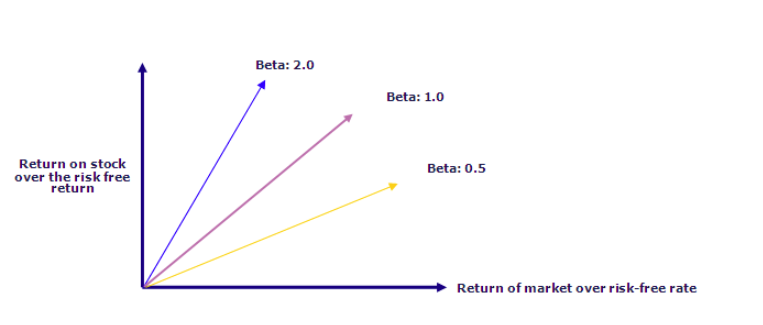 Beta: 2.0
Beta: 1.0
Return on stock
over the risk free
return
Beta: 0.5
Return of market over risk-free rate